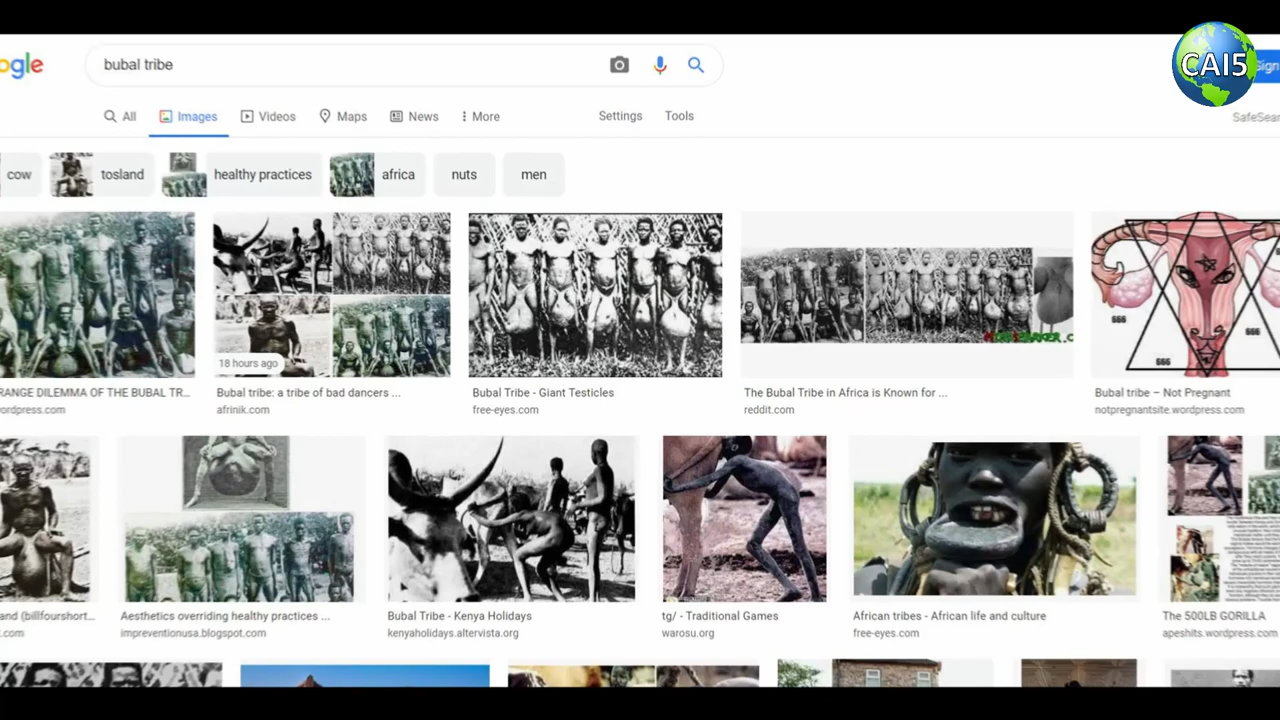 ogle
bubal tribe
CAI5
Sign
All
Images
Videos
Maps
News
More
Settings
Tools
SafeSear
cow
tosland
healthy practices
africa
nuts
men
18 hours ago
666
666
666
RANGE DILEMMA OF THE BUBAL TR...
ordpress.com
Bubal tribe: a tribe of bad dancers ...
afrinik.com
Bubal Tribe - Giant Testicles
free-eyes.com
The Bubal Tribe in Africa is Known for ...
reddit.com
Bubal tribe – Not Pregnant
notpregnantsite.wordpress.com
and (billfourshort...
.com
Aesthetics overriding healthy practices ...
impreventionusa.blogspot.com
Bubal Tribe - Kenya Holidays
kenyaholidays.altervista.org
tg/ - Traditional Games
warosu.org
African tribes - African life and culture
free-eyes.com
The 500LB GORILLA
apeshits.wordpress.com